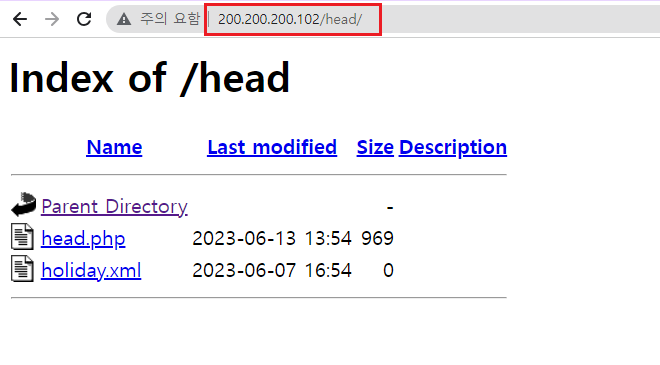 주의 요함 200.200.200.102/head/
Index of /head
Name Last modified Size Description
Parent Directory -
head.php 2023-06-13 13:54 969
holiday.xml 2023-06-07 16:54 0